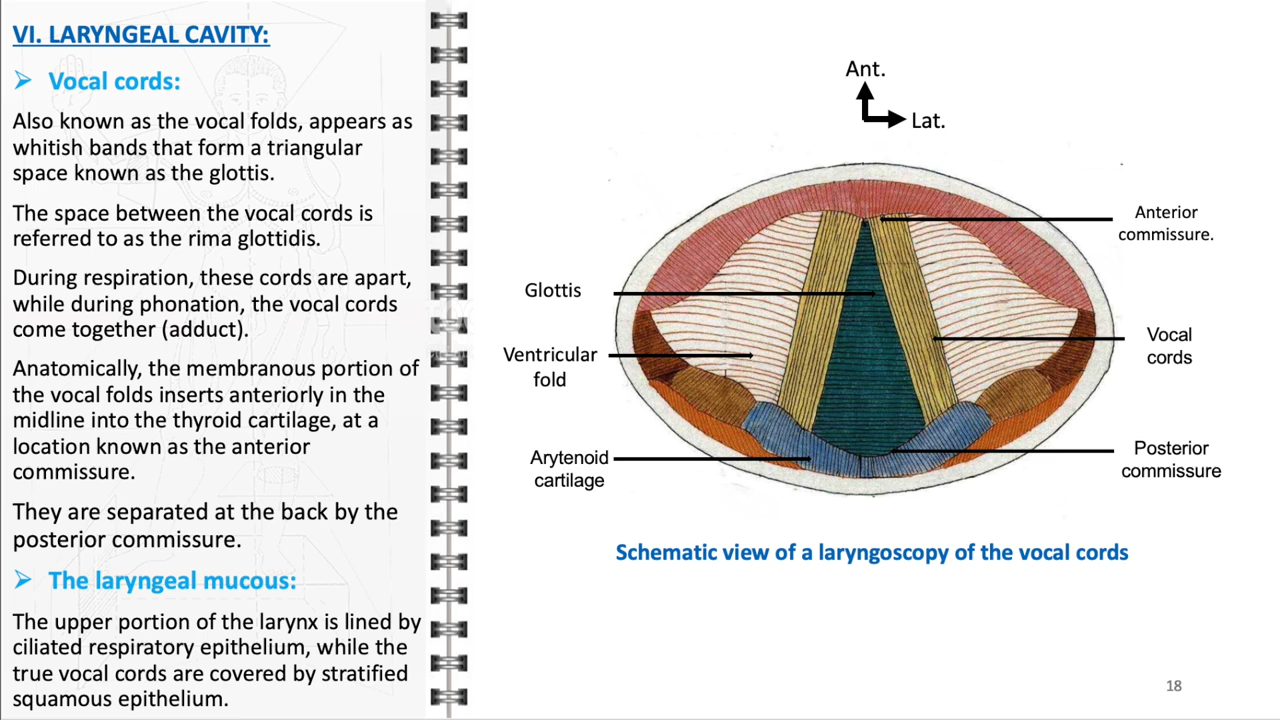 VI. LARYNGEAL CAVITY:
➢ Vocal cords:
Also known as the vocal folds, appears as
whitish bands that form a triangular
space known as the glottis.
The space between the vocal cords is
referred to as the rima glottidis.
During respiration, these cords are apart,
while during phonation, the vocal cords
come together (adduct).
Anatomically, the membranous portion of
the vocal folds inserts anteriorly in the
midline into the thyroid cartilage, at a
location known as the anterior
commissure.
They are separated at the back by the
posterior commissure.
➢ The laryngeal mucous:
The upper portion of the larynx is lined by
ciliated respiratory epithelium, while the
true vocal cords are covered by stratified
squamous epithelium.
Ant.
Lat.
Anterior
commissure.
Glottis
Vocal
cords
Ventricular
fold
Posterior
commissure
Arytenoid
cartilage
Schematic view of a laryngoscopy of the vocal cords
18